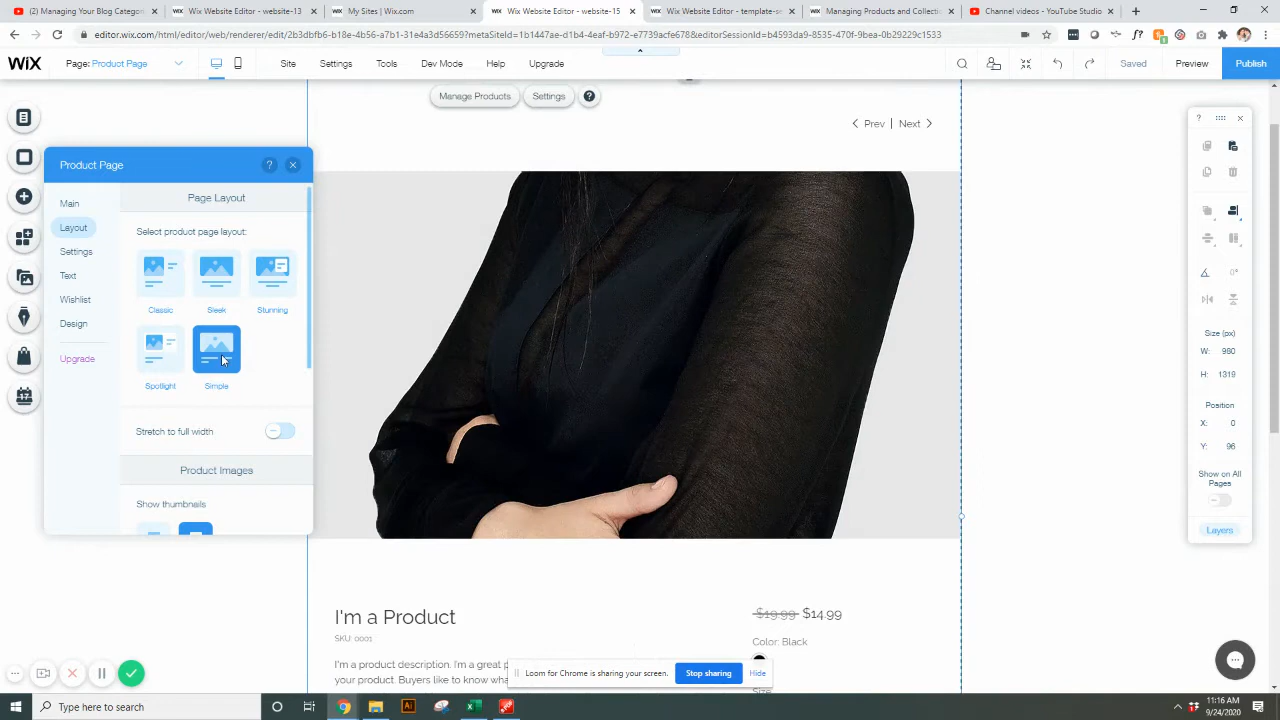 (2) Managing Your Blog Categori
Wix Website Editor - website-13
My Sites | Wix.com
Wix Website Editor - website-15
Wix Website Editor - template-se
Managing Products and Collectio
Channel videos - YouTube Studio
editor.wix.com/html/editor/web/renderer/edit/2b3dbfb6-b18e-4b56-a7b1-31e4a3d56659?metaSiteId=1b1447ae-d1b4-4eaf-b972-e7739acfe678&editorSessionId=b4593da9-8535-470f-9bea-0b29229c1533
WiX
Page: Product Page
Site
Settings
Tools
Dev Mode
Help
Upgrade
Saved
Preview
Publish
Manage Products
Settings
?
Prev | Next
Product Page
?
Main
Layout
Settings
Text
Wishlist
Design
Upgrade
Page Layout
Select product page layout:
Classic
Sleek
Stunning
Spotlight
Simple
Stretch to full width
Product Images
Show thumbnails
?
0°
Size (px)
W: 980
H: 1319
Position
X: 0
Y: 96
Show on All
Pages
Layers
I'm a Product
SKU: 0001
I'm a product description. I'm a great p
your product. Buyers like to know wha
$19.99 $14.99
Color: Black
Size
Loom for Chrome is sharing your screen.
Stop sharing
Hide
Type here to search
11:16 AM
9/24/2020